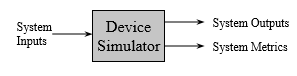 System
Inputs
Device
Simulator
System Outputs
System Metrics